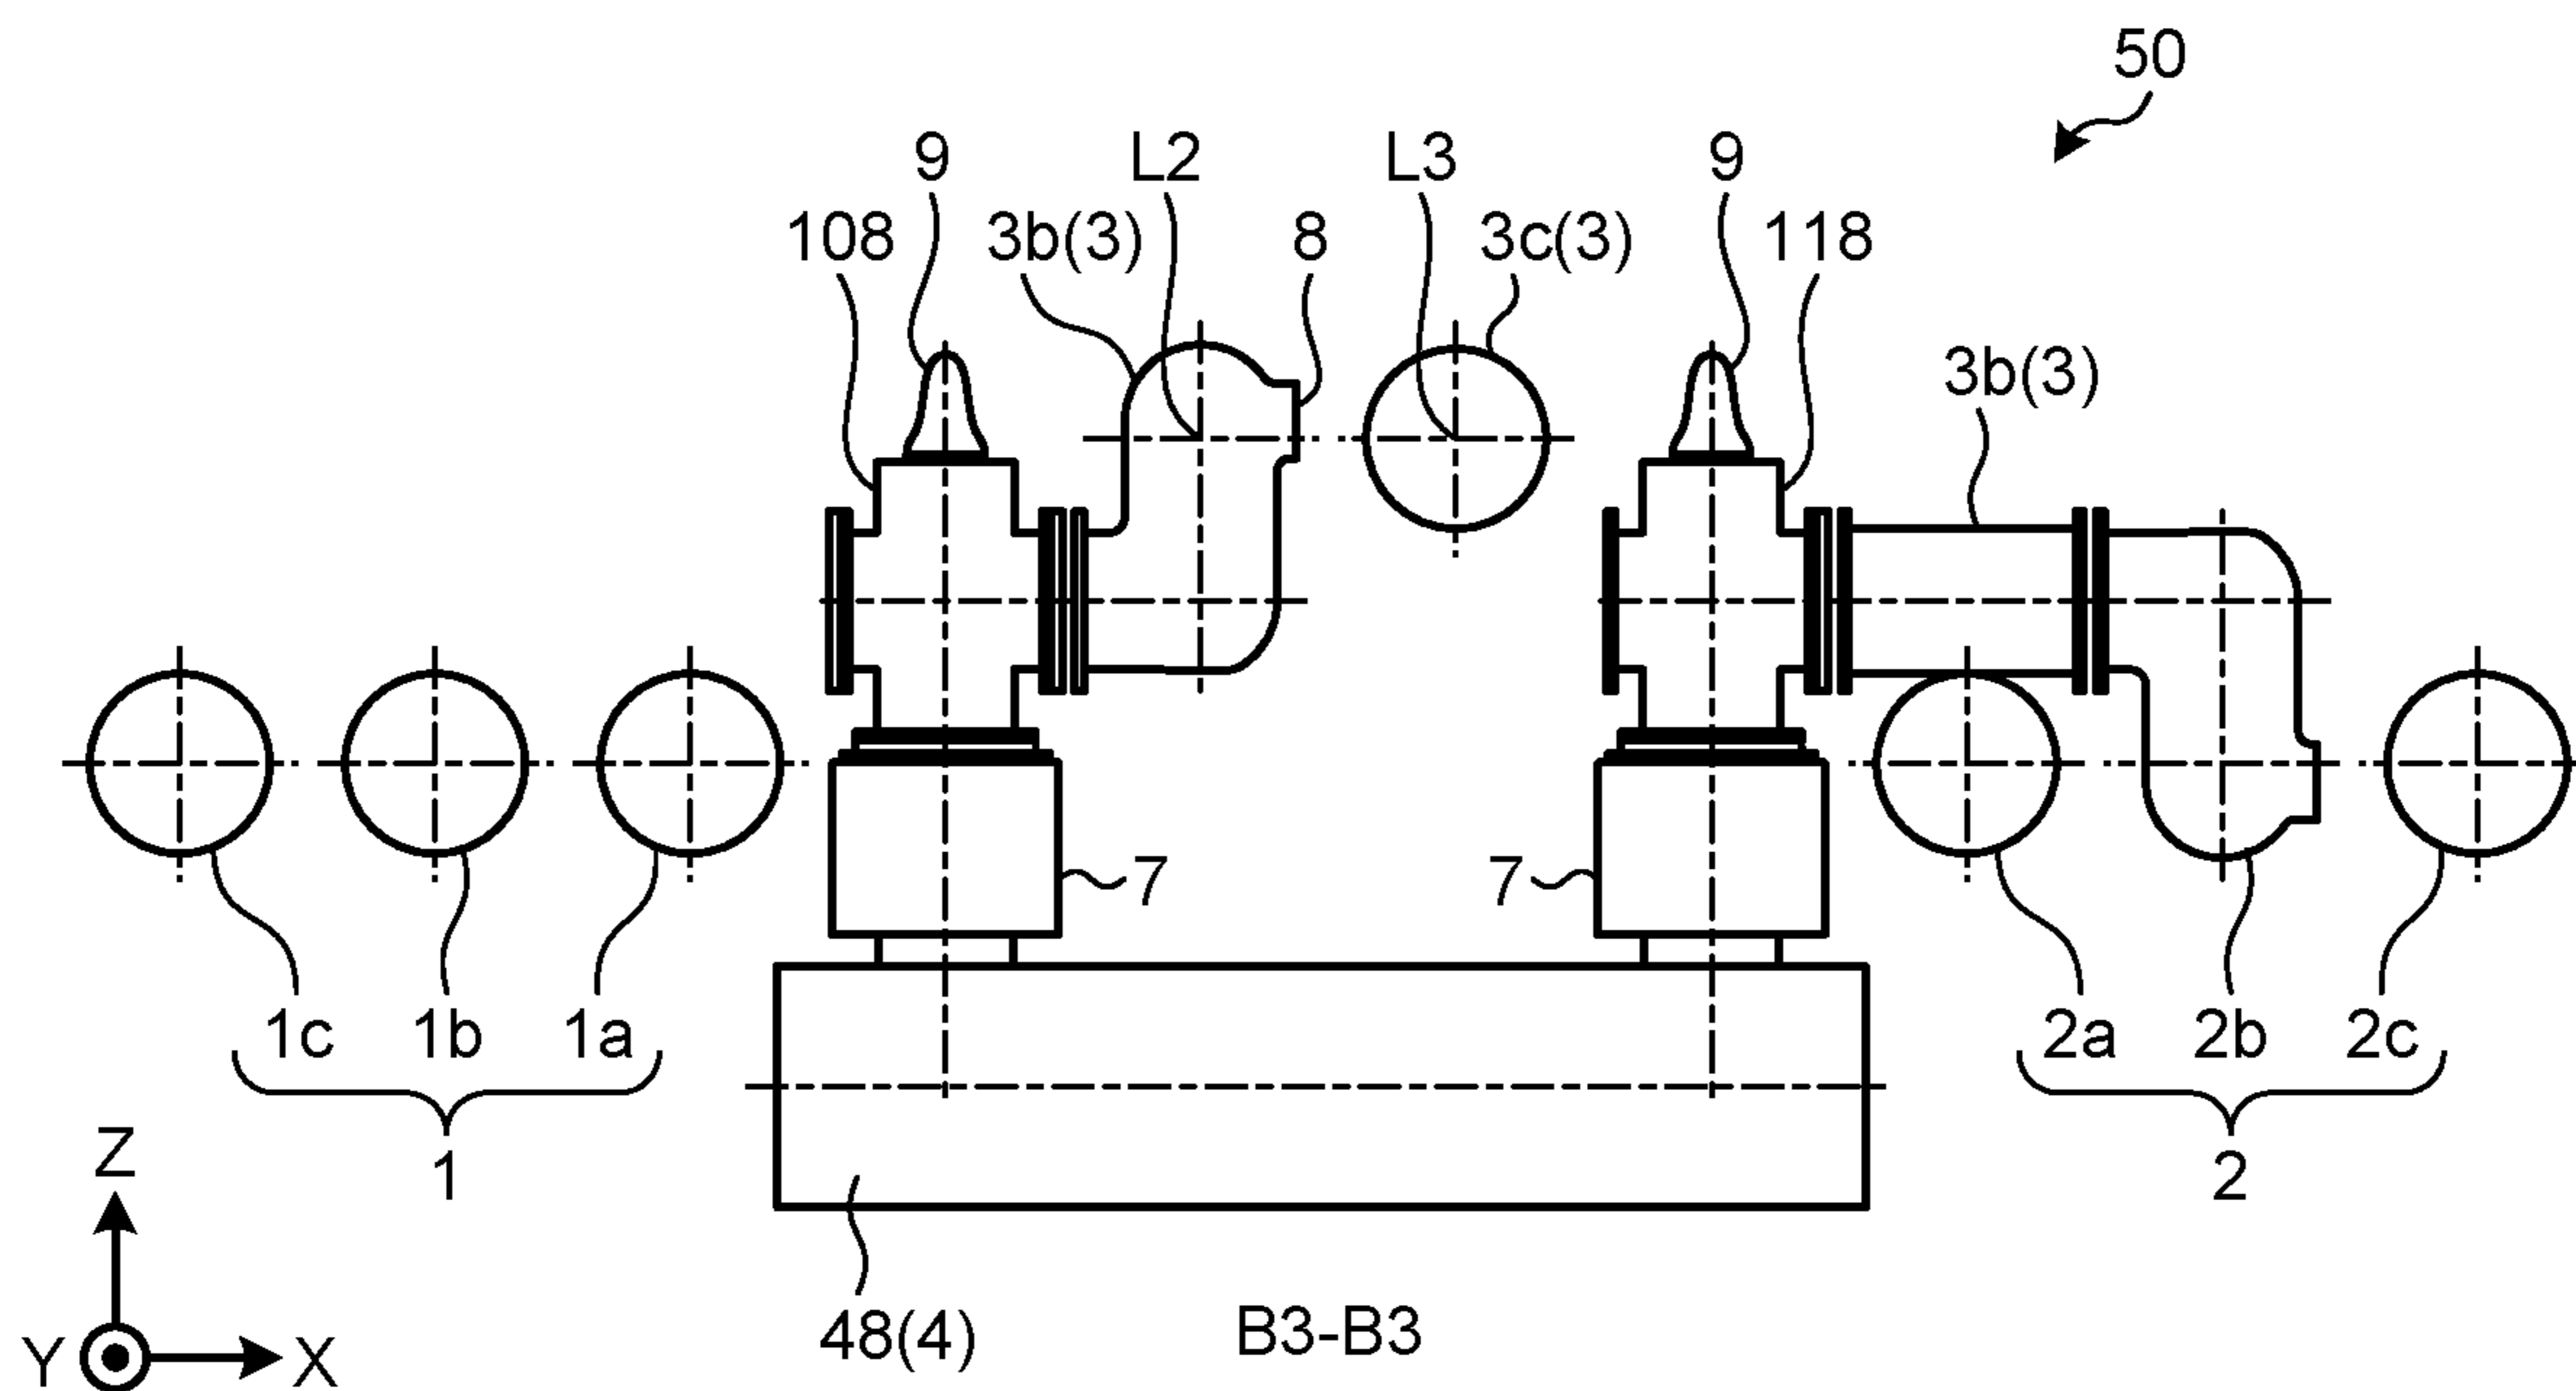 50
9 L2 L3 9
108 3b(3) 8 3c(3) 118
3b(3)
7 7
1c 1b 1a 2a 2b 2c
1 2
Z
48(4) B3-B3
Y X